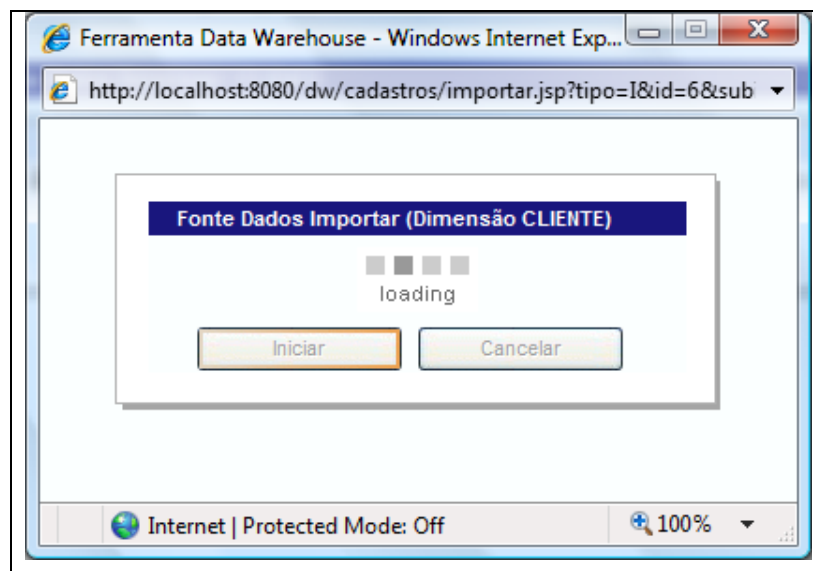 Ferramenta Data Warehouse - Windows Internet Exp...
http://localhost:8080/dw/cadastros/importar.jsp?tipo=I&id=6&sub
Fonte Dados Importar (Dimensão CLIENTE)
loading
Iniciar Cancelar
Internet | Protected Mode: Off 100%